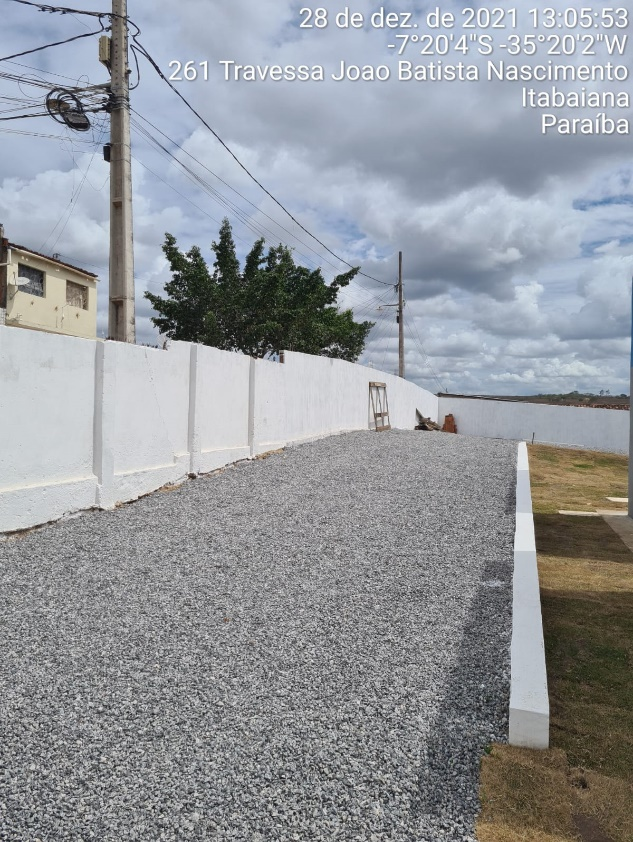 28 de dez. de 2021 13:05:53
-7°20'4"S -35°20'2"W
261 Travessa Joao Batista Nascimento
Itabaiana
Paraíba